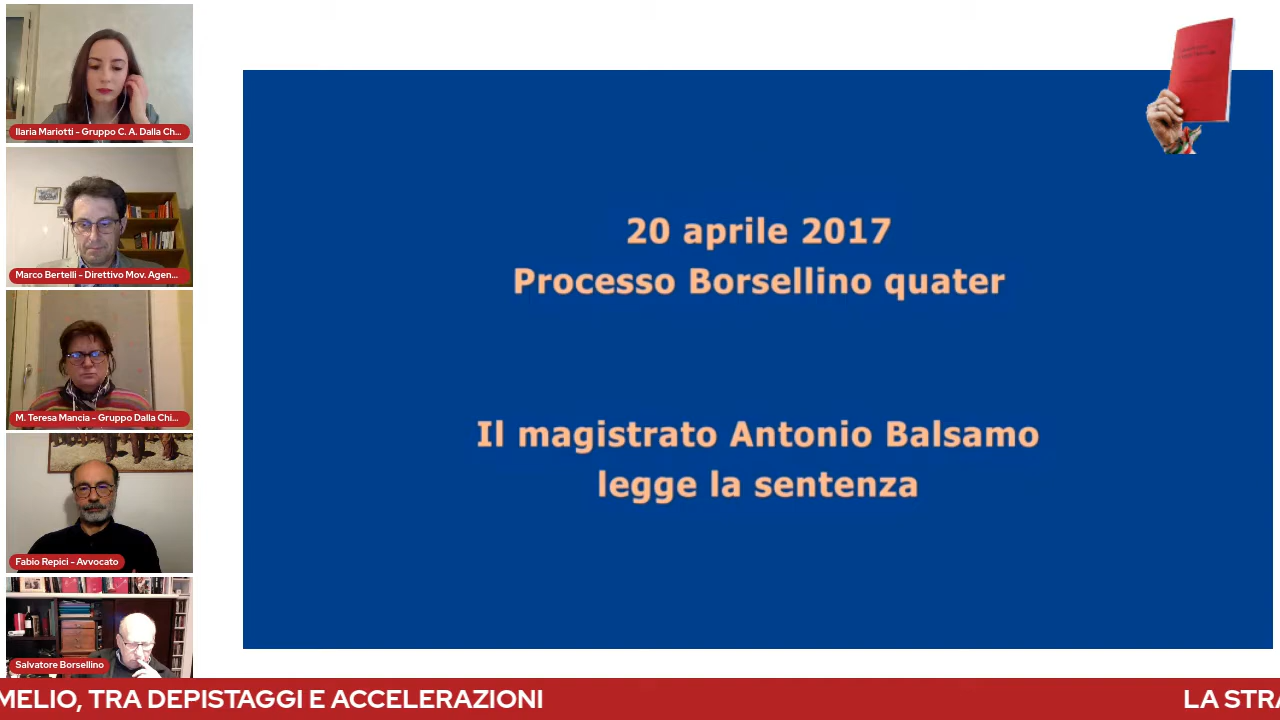 Ilaria Mariotti - Gruppo C. A. Dalla Ch...
Marco Bertelli - Direttivo Mov. Agen...
M. Teresa Mancia - Gruppo Dalla Chi...
Fabio Repici - Avvocato
Salvatore Borsellino
20 aprile 2017
Processo Borsellino quater
Il magistrato Antonio Balsamo
legge la sentenza
MELIO, TRA DEPISTAGGI E ACCELERAZIONI
LA STRA